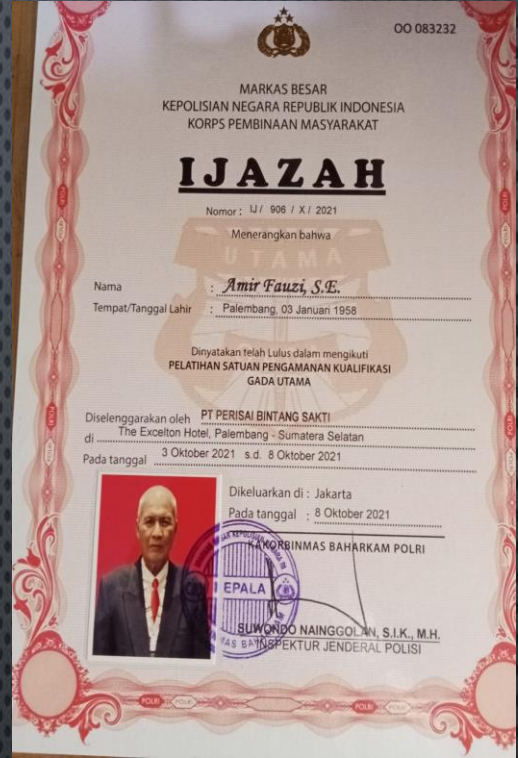 OO 083232
MARKAS BESAR
KEPOLISIAN NEGARA REPUBLIK INDONESIA
KORPS PEMBINAAN MASYARAKAT
IJAZAH
Nomor : IJ / 906 / X / 2021
Menerangkan bahwa
UTAMA
Nama : Amir Fauzi, S.E.
Tempat/Tanggal Lahir : Palembang, 03 Januari 1958
Dinyatakan telah Lulus dalam mengikuti
PELATIHAN SATUAN PENGAMANAN KUALIFIKASI
GADA UTAMA
Diselenggarakan oleh PT PERISAI BINTANG SAKTI
di The Excelton Hotel, Palembang - Sumatera Selatan
Pada tanggal 3 Oktober 2021 s.d. 8 Oktober 2021
Dikeluarkan di : Jakarta
Pada tanggal : 8 Oktober 2021
KAKORBINMAS BAHARKAM POLRI
EPALA
SUWONDO NAINGGOLAN, S.I.K., M.H.
INSPEKTUR JENDERAL POLISI
POLRI